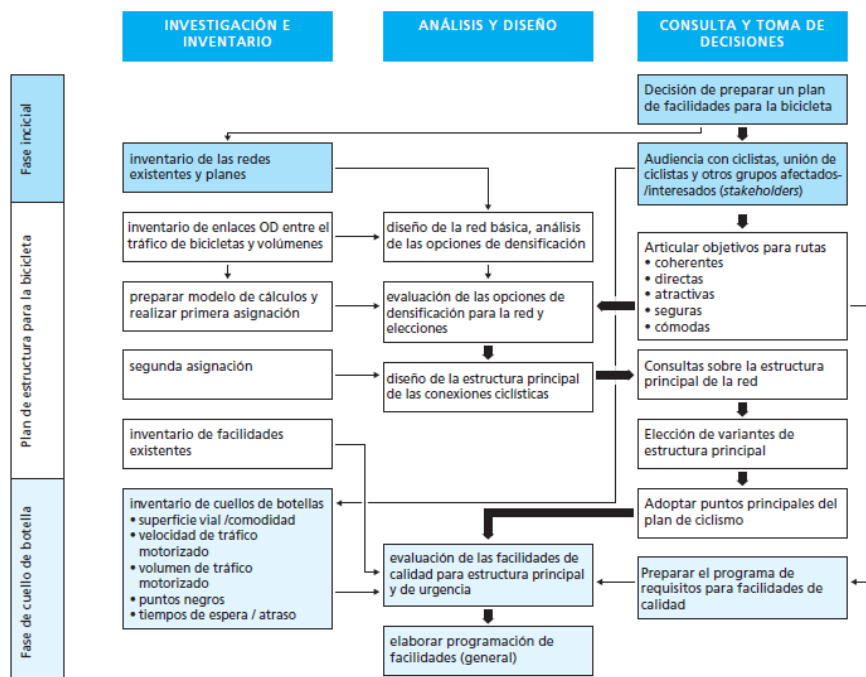 INVESTIGACIÓN E
INVENTARIO
ANÁLISIS Y DISEÑO
CONSULTA Y TOMA DE
DECISIONES
Fase incicial
Decisión de preparar un plan
de facilidades para la bicicleta
inventario de las redes
existentes y planes
Audiencia con ciclistas, unión de
ciclistas y otros grupos afectados-
/interesados (stakeholders)
Plan de estructura para la bicicleta
inventario de enlaces OD entre el
tráfico de bicicletas y volúmenes
diseño de la red básica, análisis
de las opciones de densificación
Articular objetivos para rutas
• coherentes
• directas
• atractivas
• seguras
• cómodas
preparar modelo de cálculos y
realizar primera asignación
evaluación de las opciones de
densificación para la red y
elecciones
segunda asignación
diseño de la estructura principal
de las conexiones ciclísticas
Consultas sobre la estructura
principal de la red
inventario de facilidades
existentes
Elección de variantes de
estructura principal
Fase de cuello de botella
inventario de cuellos de botellas
• superficie vial /comodidad
• velocidad de tráfico
motorizado
• volumen de tráfico
motorizado
• puntos negros
• tiempos de espera / atraso
Adoptar puntos principales del
plan de ciclismo
evaluación de las facilidades de
calidad para estructura principal
y de urgencia
Preparar el programa de
requisitos para facilidades de
calidad
elaborar programación de
facilidades (general)